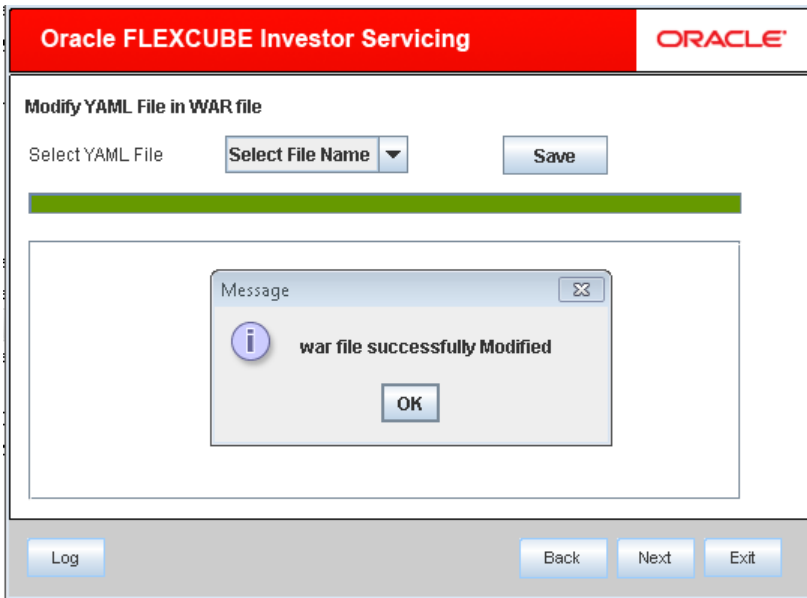 Oracle FLEXCUBE Investor Servicing
ORACLE
Modify YAML File in WAR file
Select YAML File
Select File Name
Save
Message
war file successfully Modified
OK
Log
Back
Next
Exit